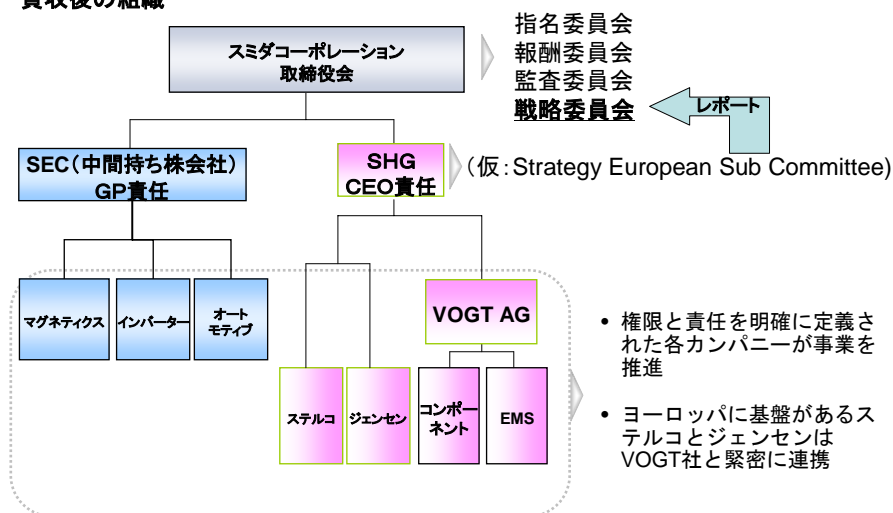 買収後の組織
スミダコーポレーション
取締役会
指名委員会
報酬委員会
監査委員会
戦略委員会
レポート
SEC(中間持ち株会社)
GP責任
SHG
CEO責任
(仮:Strategy European Sub Committee)
マグネティクス
インバーター
オート
モティブ
VOGT AG
ステルコ
ジェンセン
コンポー
ネント
EMS
• 権限と責任を明確に定義さ
れた各カンパニーが事業を
推進
• ヨーロッパに基盤があるス
テルコとジェンセンは
VOGT社と緊密に連携